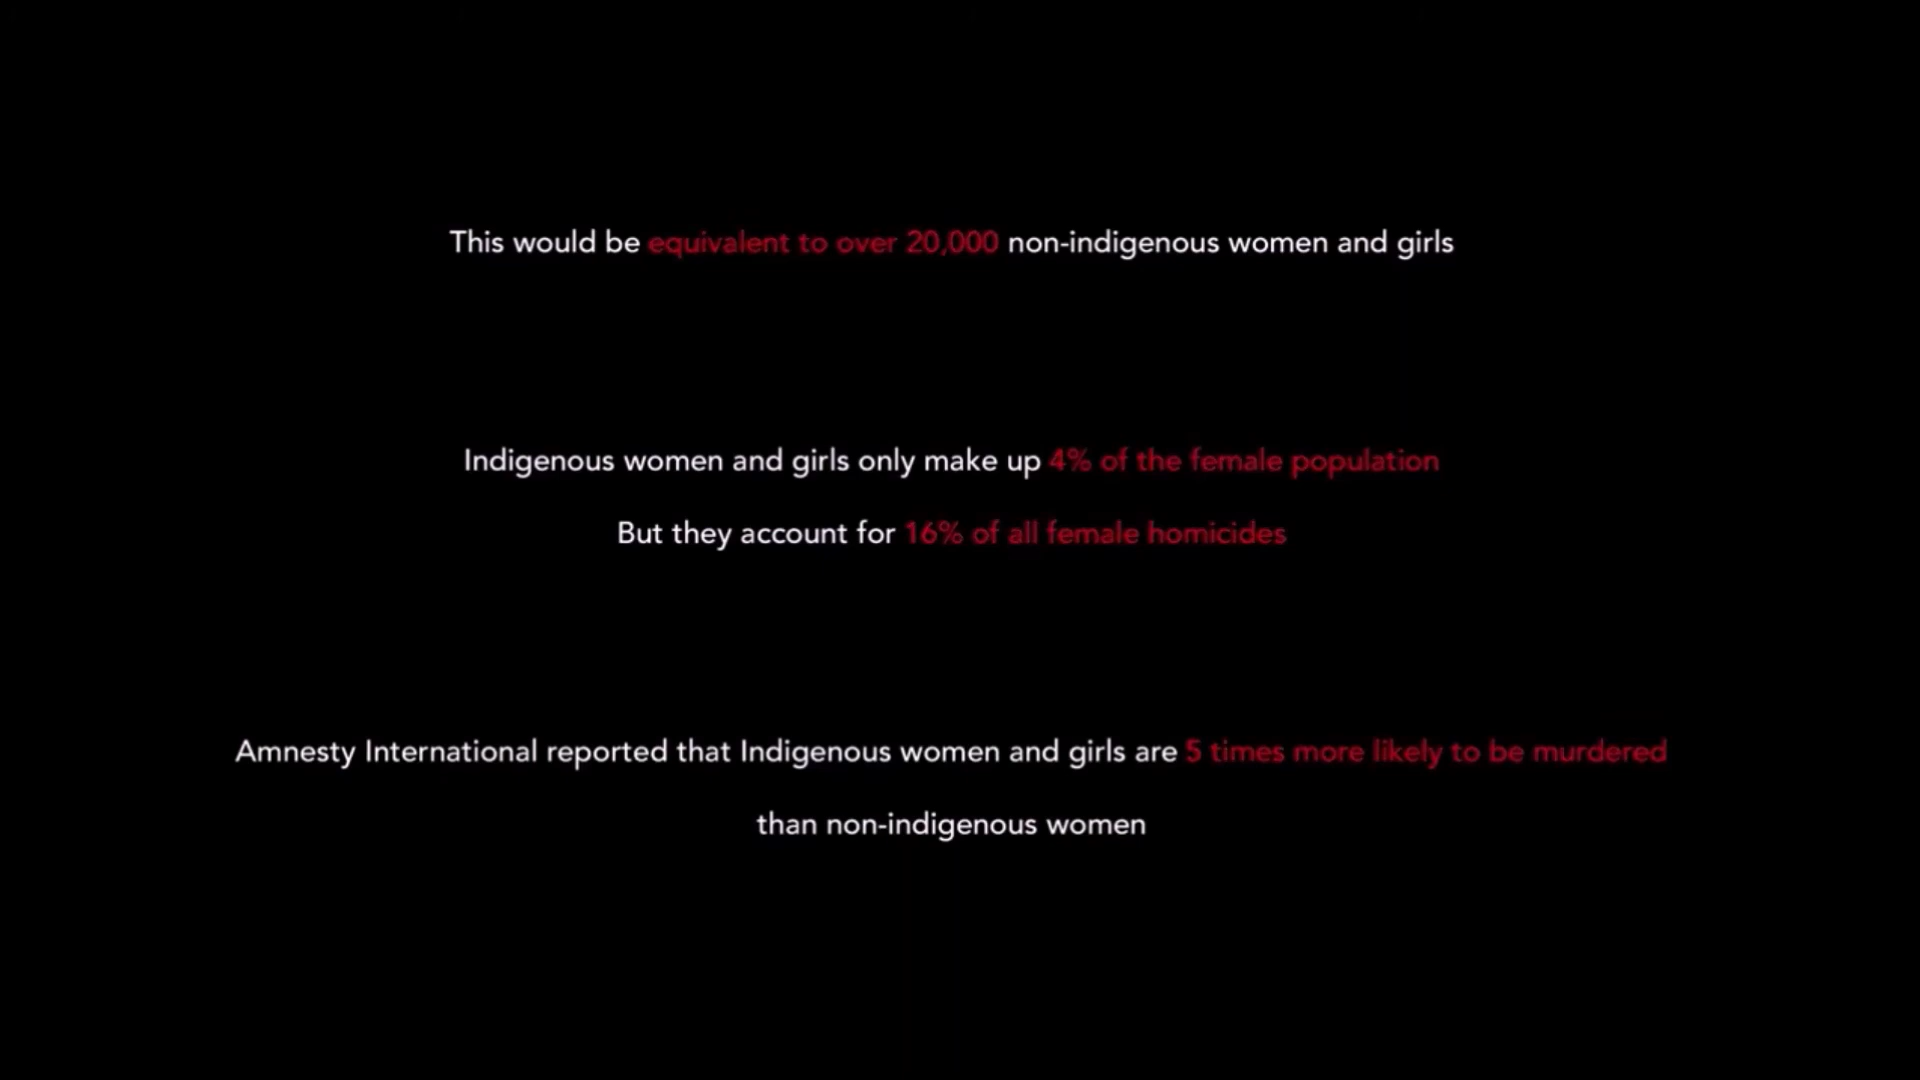 This would be equivalent to over 20,000 non-indigenous women and girls
Indigenous women and girls only make up 4% of the female population
But they account for 16% of all female homicides
Amnesty International reported that Indigenous women and girls are 5 times more likely to be murdered
than non-indigenous women